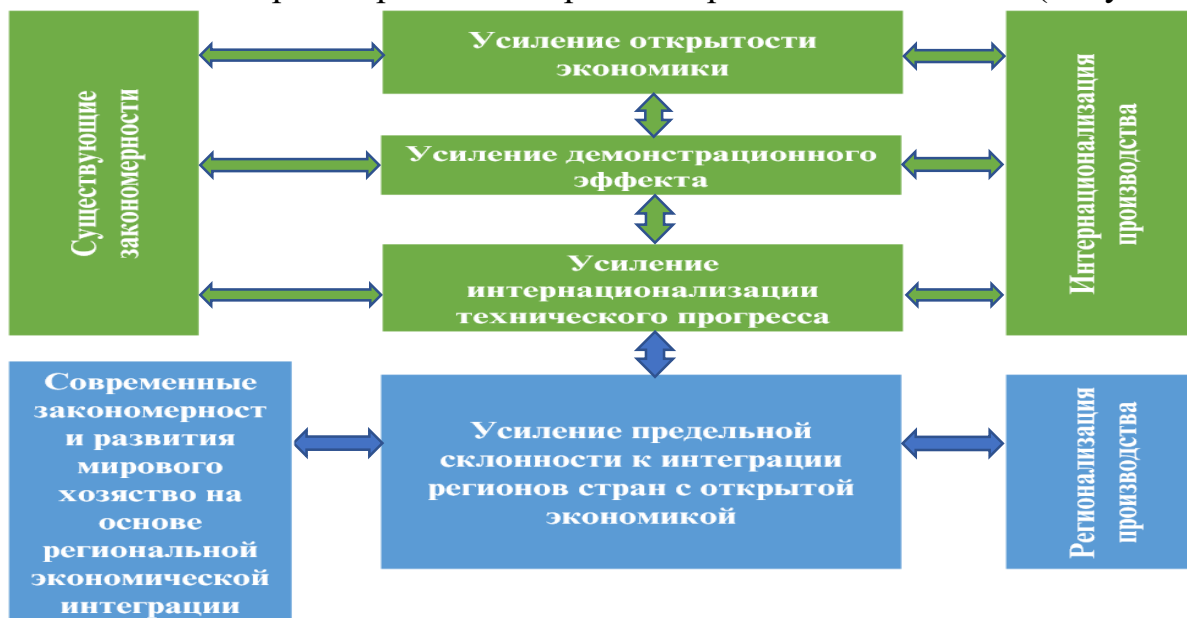 Усиление открытости
экономики
Существующие
закономерности
Усиление демонстрационного
эффекта
Интернационализация
производства
Усиление
интернационализации
технического прогресса
Современные
закономерност
и развития
мирового
хозяство на
основе
региональной
экономической
интеграции
Усиление предельной
склонности к интеграции
регионов стран с открытой
экономикой
Регионализация
производства